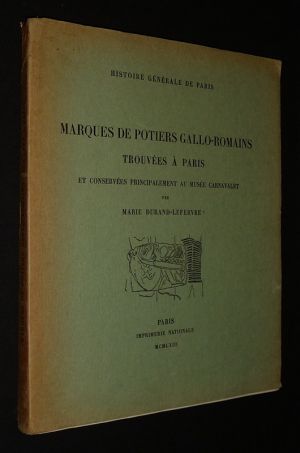 HISTOIRE GÉNÉRALE DE PARIS
MARQUES DE POTIERS GALLO-ROMAINS
TROUVÉES À PARIS
ET CONSERVÉES PRINCIPALEMENT AU MUSÉE CARNAVALET
PAR
MARIE DURAND-LEFEBVRE
PARIS
IMPRIMERIE NATIONALE
MCMLXIII